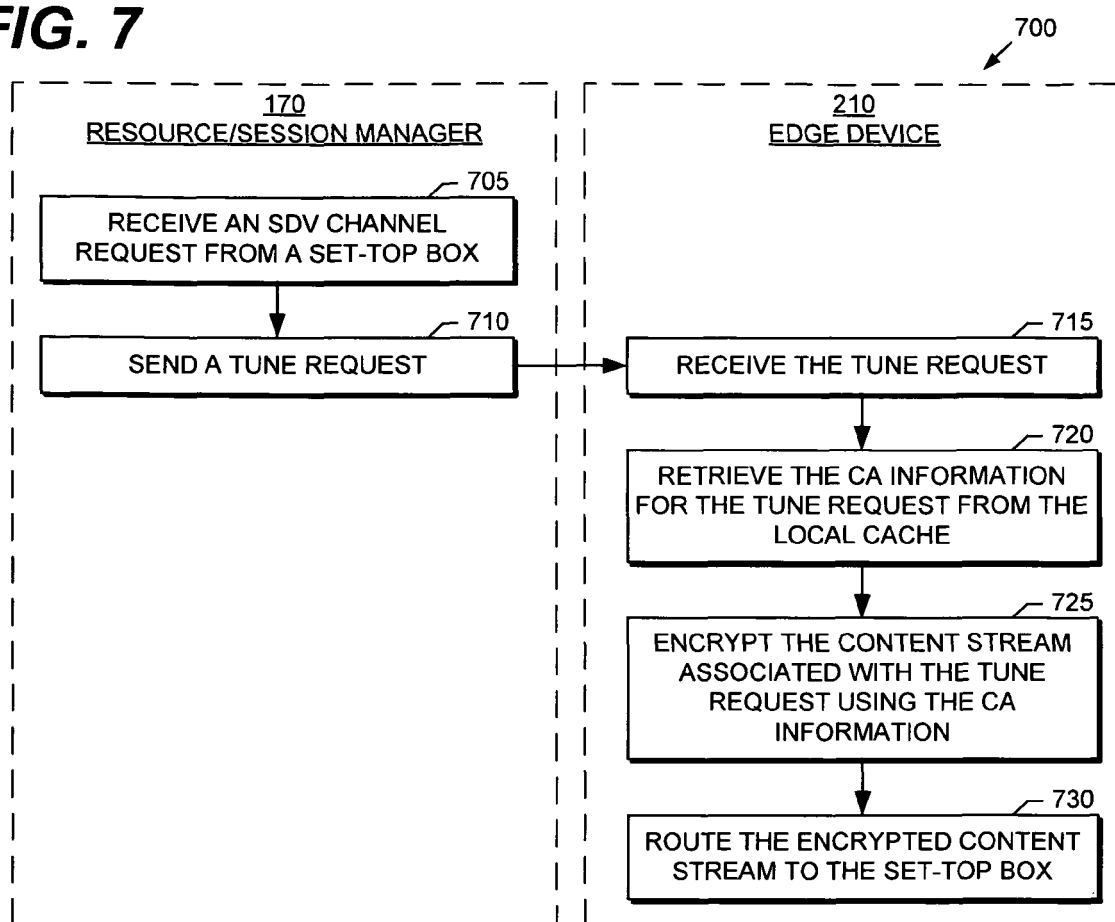 FIG. 7
700
170
RESOURCE/SESSION MANAGER
705
RECEIVE AN SDV CHANNEL
REQUEST FROM A SET-TOP BOX
710
SEND A TUNE REQUEST
210
EDGE DEVICE
715
RECEIVE THE TUNE REQUEST
720
RETRIEVE THE CA INFORMATION
FOR THE TUNE REQUEST FROM THE
LOCAL CACHE
725
ENCRYPT THE CONTENT STREAM
ASSOCIATED WITH THE TUNE
REQUEST USING THE CA
INFORMATION
730
ROUTE THE ENCRYPTED CONTENT
STREAM TO THE SET-TOP BOX